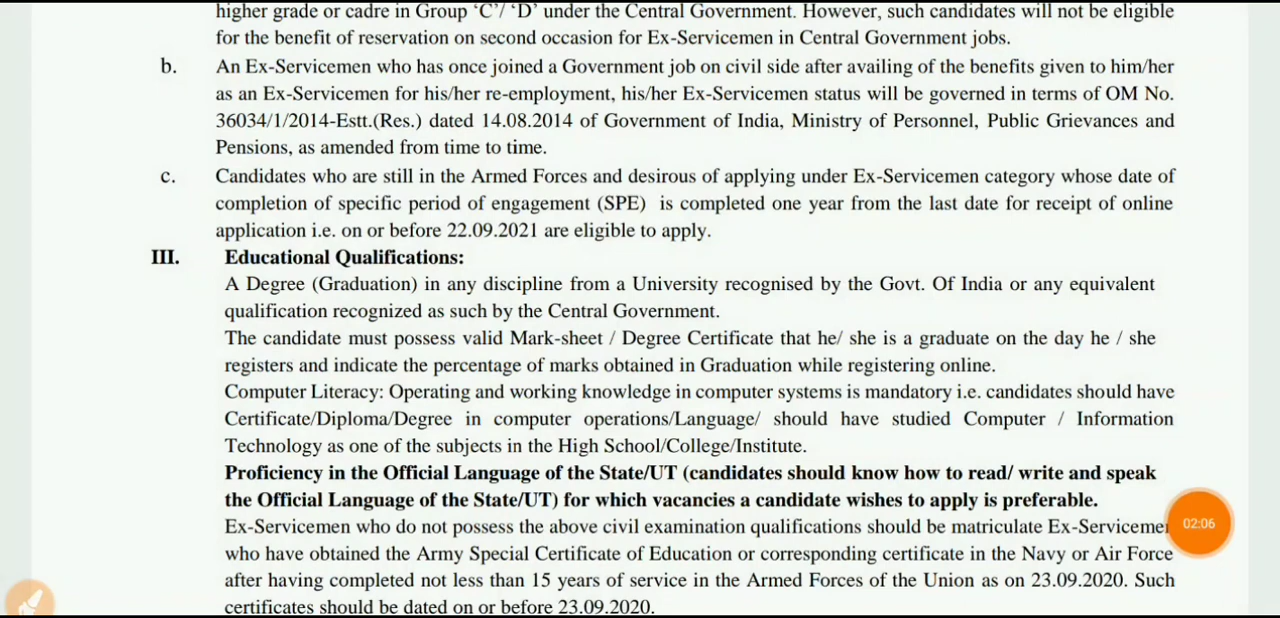 higher grade or cadre in Group ‘C’/ ‘D’ under the Central Government. However, such candidates will not be eligible
for the benefit of reservation on second occasion for Ex-Servicemen in Central Government jobs.
b. An Ex-Servicemen who has once joined a Government job on civil side after availing of the benefits given to him/her
as an Ex-Servicemen for his/her re-employment, his/her Ex-Servicemen status will be governed in terms of OM No.
36034/1/2014-Estt.(Res.) dated 14.08.2014 of Government of India, Ministry of Personnel, Public Grievances and
Pensions, as amended from time to time.
c. Candidates who are still in the Armed Forces and desirous of applying under Ex-Servicemen category whose date of
completion of specific period of engagement (SPE) is completed one year from the last date for receipt of online
application i.e. on or before 22.09.2021 are eligible to apply.
III. Educational Qualifications:
A Degree (Graduation) in any discipline from a University recognised by the Govt. Of India or any equivalent
qualification recognized as such by the Central Government.
The candidate must possess valid Mark-sheet / Degree Certificate that he/ she is a graduate on the day he / she
registers and indicate the percentage of marks obtained in Graduation while registering online.
Computer Literacy: Operating and working knowledge in computer systems is mandatory i.e. candidates should have
Certificate/Diploma/Degree in computer operations/Language/ should have studied Computer / Information
Technology as one of the subjects in the High School/College/Institute.
Proficiency in the Official Language of the State/UT (candidates should know how to read/ write and speak
the Official Language of the State/UT) for which vacancies a candidate wishes to apply is preferable.
Ex-Servicemen who do not possess the above civil examination qualifications should be matriculate Ex-Serviceme
02:06
who have obtained the Army Special Certificate of Education or corresponding certificate in the Navy or Air Force
after having completed not less than 15 years of service in the Armed Forces of the Union as on 23.09.2020. Such
certificates should be dated on or before 23.09.2020.